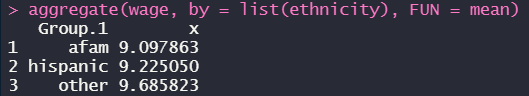 > aggregate(wage, by = list(ethnicity), FUN = mean)
Group.1 x
1 afam 9.097863
2 hispanic 9.225050
3 other 9.685823